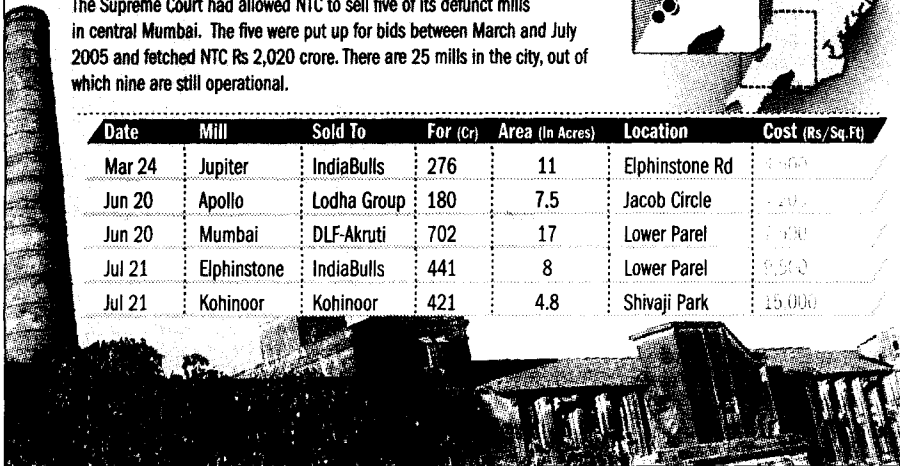 The Supreme Court had allowed NTC to sell five of its defunct mills
in central Mumbai. The five were put up for bids between March and July
2005 and fetched NTC Rs 2,020 crore. There are 25 mills in the city, out of
which nine are still operational.
Date Mill Sold To For (Cr) Area (In Acres) Location Cost (Rs/Sq.Ft)
Mar 24 Jupiter IndiaBulls 276 11 Elphinstone Rd
Jun 20 Apollo Lodha Group 180 7.5 Jacob Circle
Jun 20 Mumbai DLF-Akruti 702 17 Lower Parel
Jul 21 Elphinstone IndiaBulls 441 8 Lower Parel
Jul 21 Kohinoor Kohinoor 421 4.8 Shivaji Park 15,000